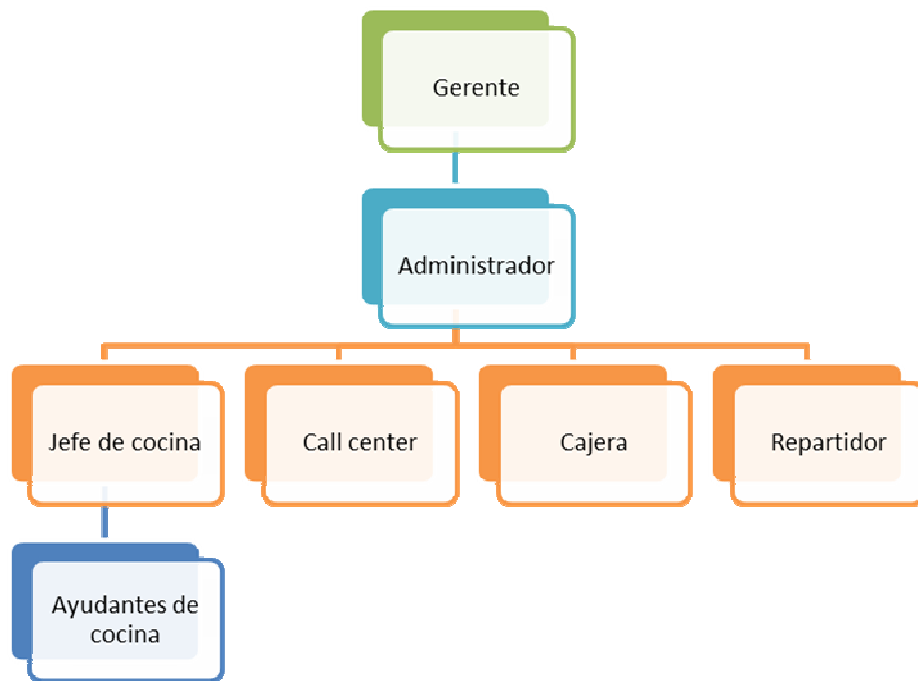 Gerente
Administrador
Jefe de cocina
Call center
Cajera
Repartidor
Ayudantes de
cocina